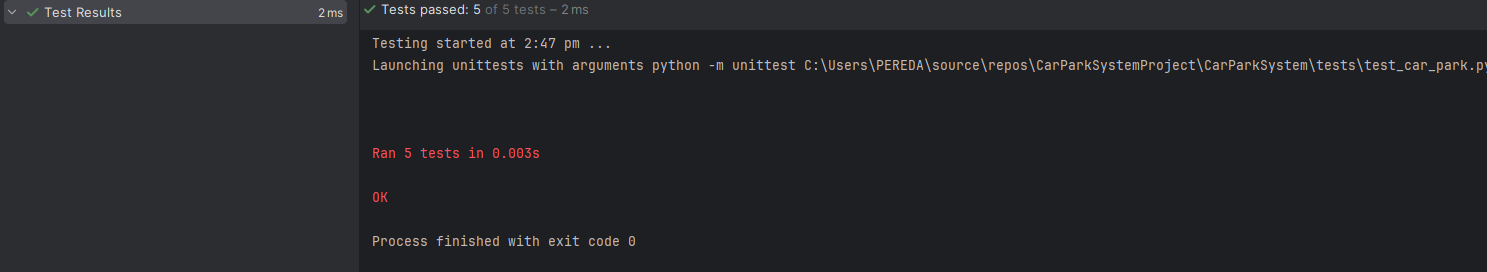 Test Results 2 ms
Tests passed: 5 of 5 tests – 2 ms
Testing started at 2:47 pm ...
Launching unittests with arguments python -m unittest C:\Users\PEREDA\source\repos\CarParkSystemProject\CarParkSystem\tests\test_car_park.py
Ran 5 tests in 0.003s
OK
Process finished with exit code 0